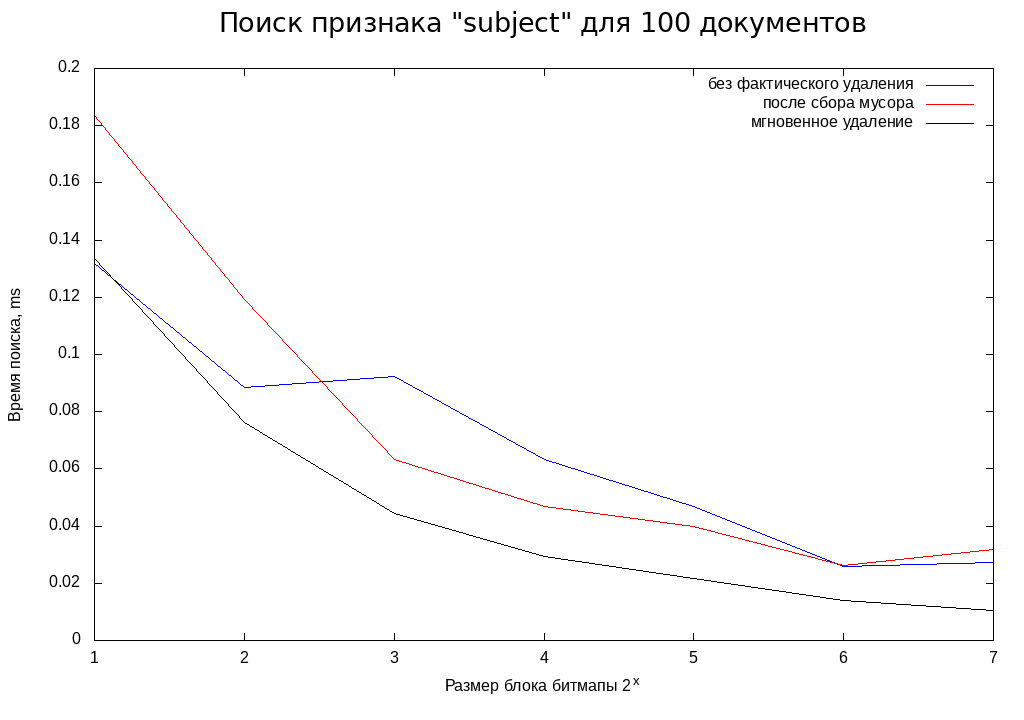 Поиск признака "subject" для 100 документов
без фактического удаления
после сбора мусора
мгновенное удаление
Время поиска, ms
0.2
0.18
0.16
0.14
0.12
0.1
0.08
0.06
0.04
0.02
0
1 2 3 4 5 6 7
Размер блока битмапы 2^x